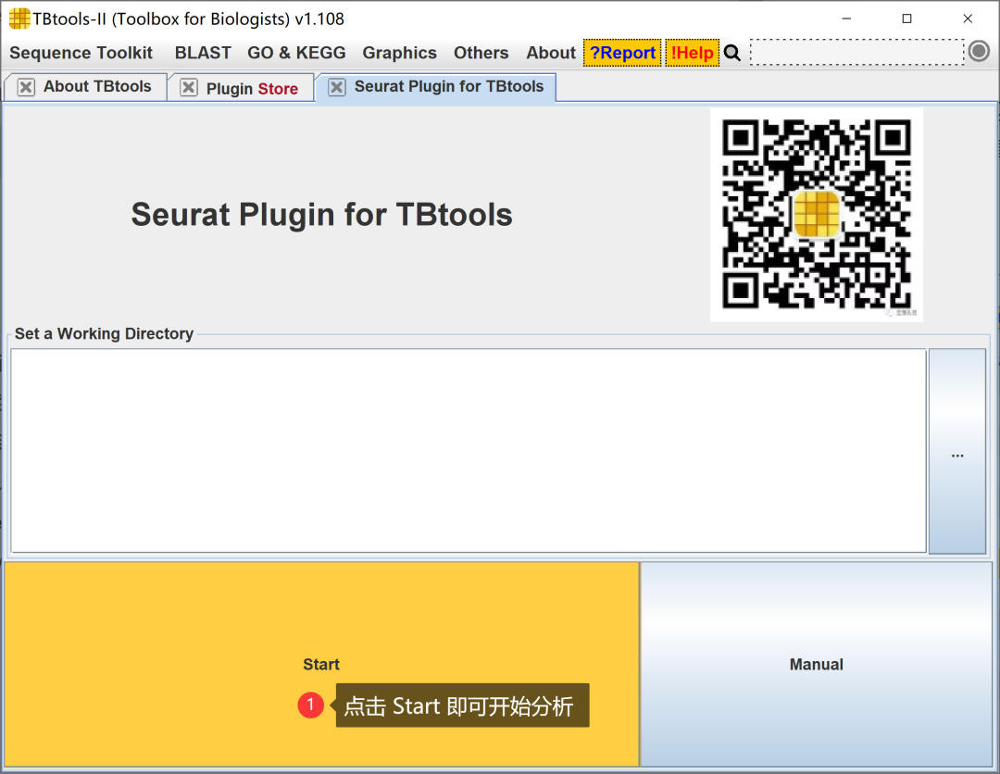 TBtools-II (Toolbox for Biologists) v1.108
Sequence Toolkit BLAST GO & KEGG Graphics Others About ?Report !Help
About TBtools Plugin Store Seurat Plugin for TBtools
Seurat Plugin for TBtools
Set a Working Directory
...
Start
Manual
1 点击 Start 即可开始分析